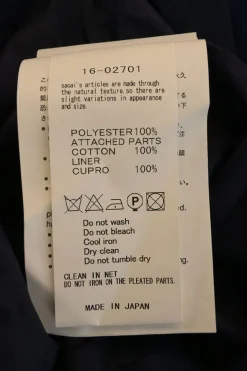 16-02701
sacai's articles are made through
the natural texture, so there are
slight variations in appearance
and size.
POLYESTER 100%
ATTACHED PARTS
COTTON 100%
LINER
CUPRO 100%
P
Do not wash
Do not bleach
Cool iron
Dry clean
Do not tumble dry
CLEAN IN NET
DO NOT IRON ON THE PLEATED PARTS.
MADE IN JAPAN